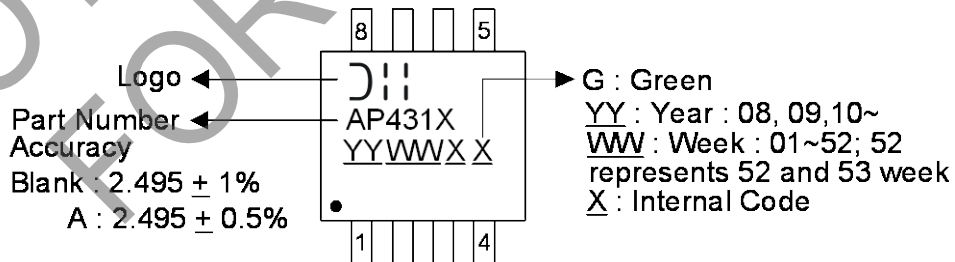 8 5
Logo
AP431X
YYWWX X
Part Number
Accuracy
Blank : 2.495 ± 1%
A : 2.495 ± 0.5%
G : Green
YY : Year : 08, 09,10~
WW : Week : 01~52; 52
represents 52 and 53 week
X : Internal Code
1 4
FOR